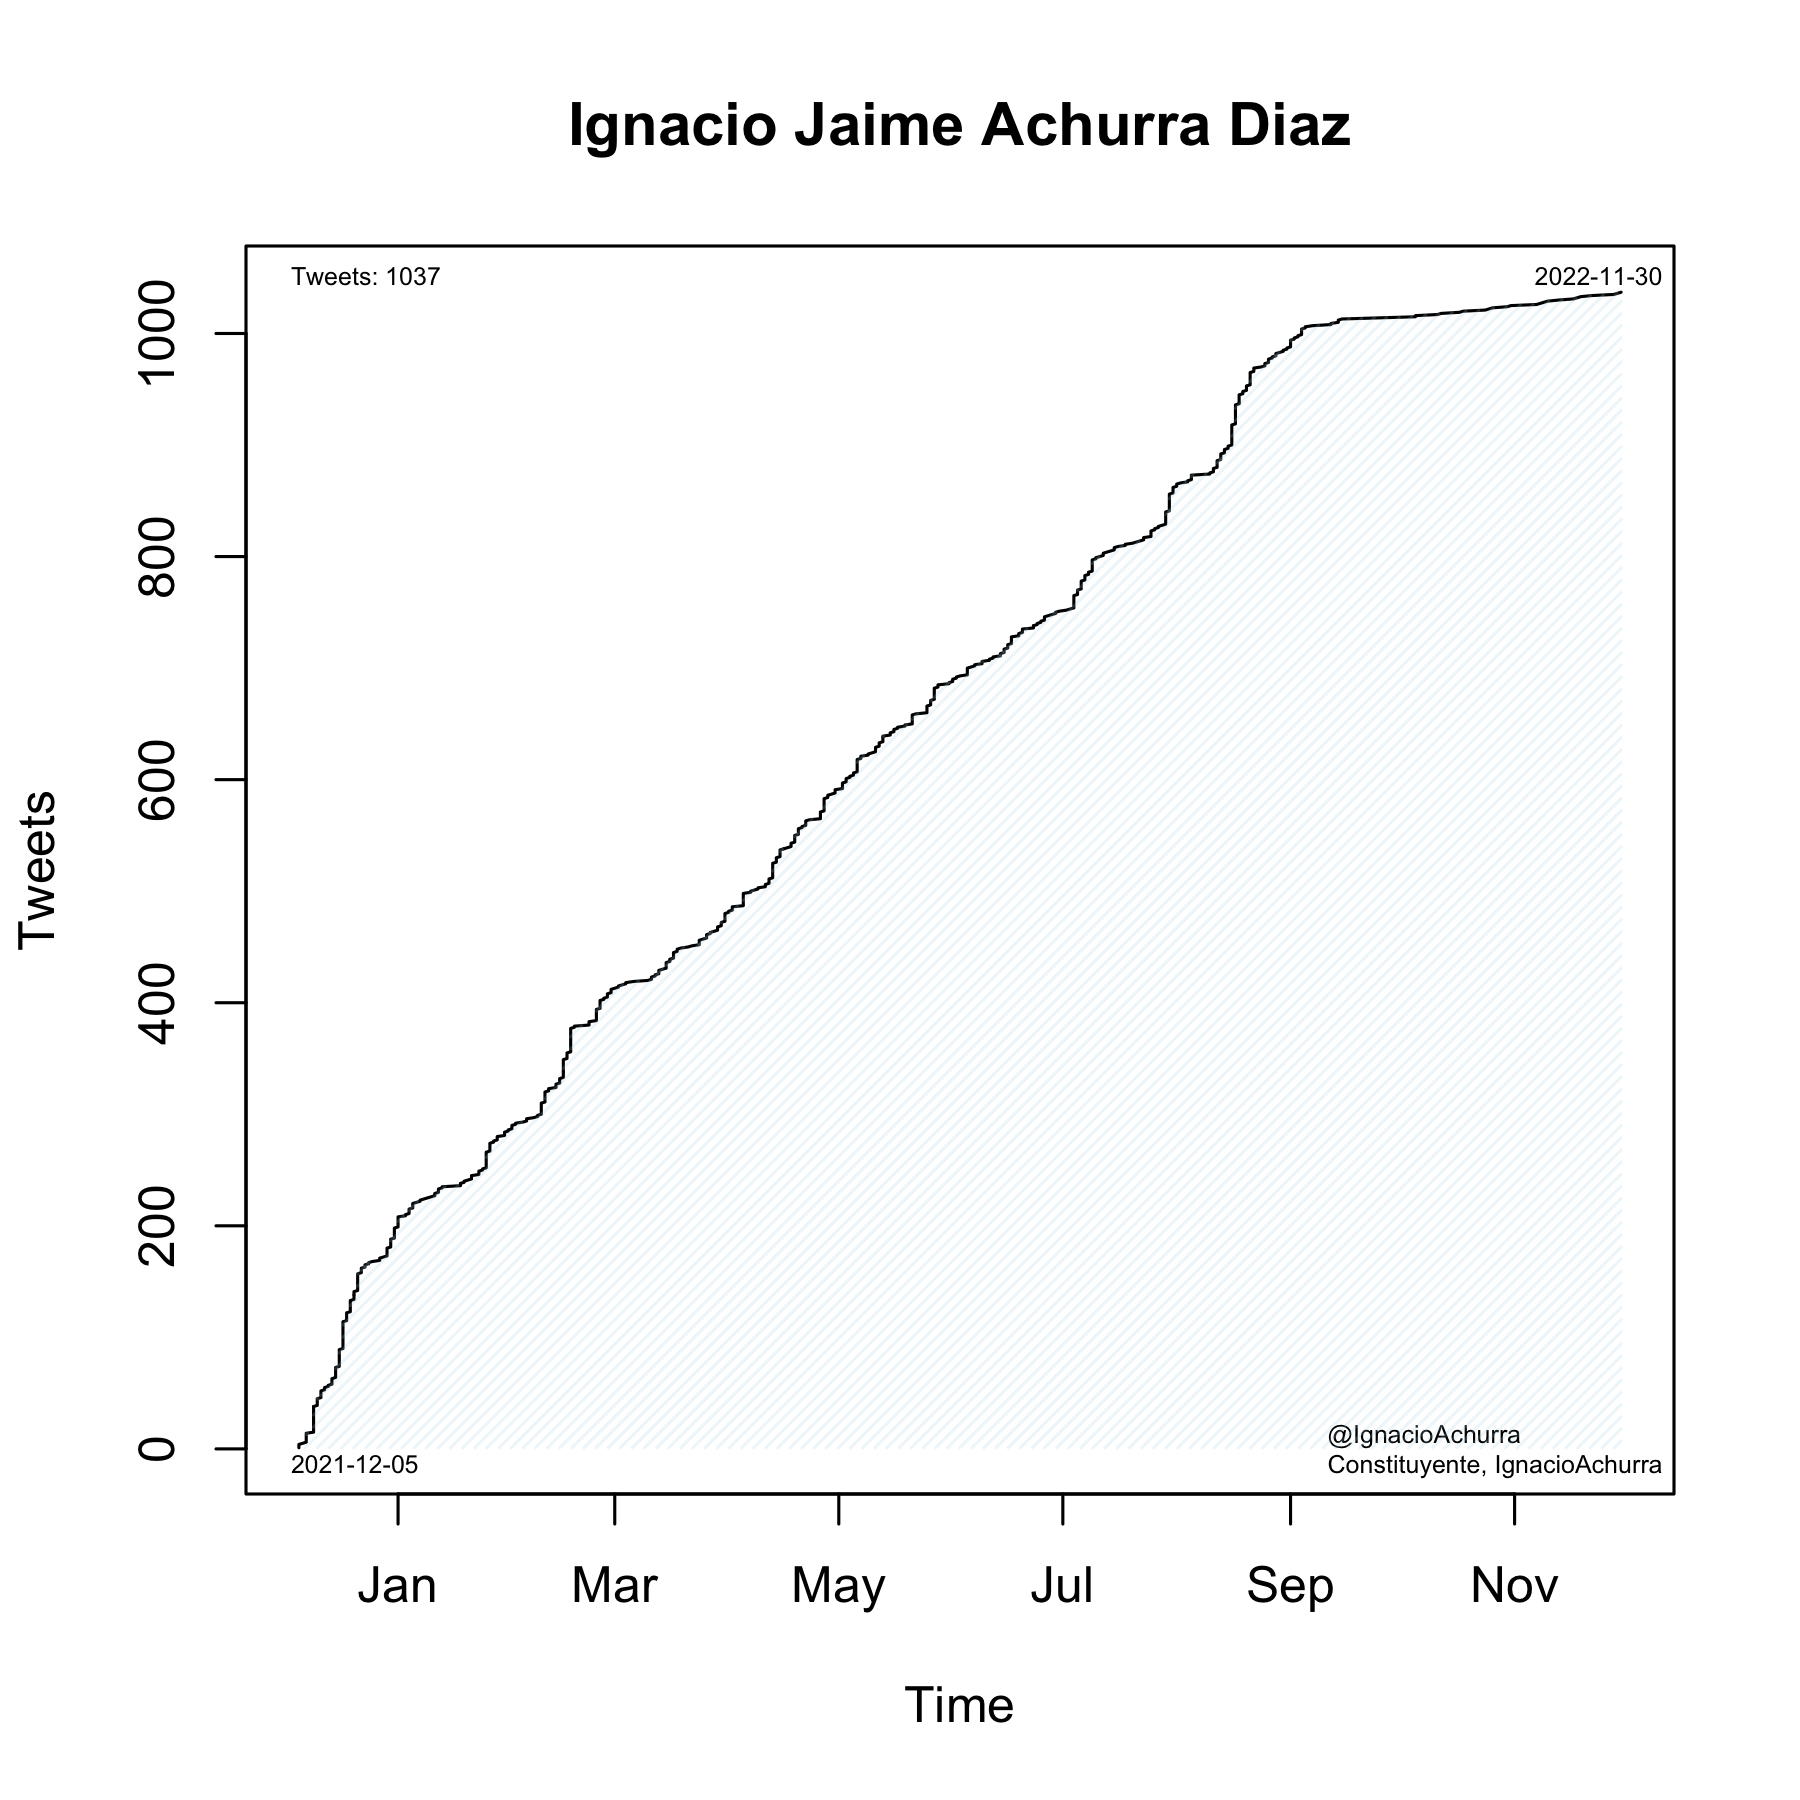 Ignacio Jaime Achurra Diaz
Tweets: 1037
2022-11-30
1000
800
600
400
200
0
Tweets
@IgnacioAchurra
2021-12-05
Constituyente, IgnacioAchurra
Jan
Mar
May
Jul
Sep
Nov
Time